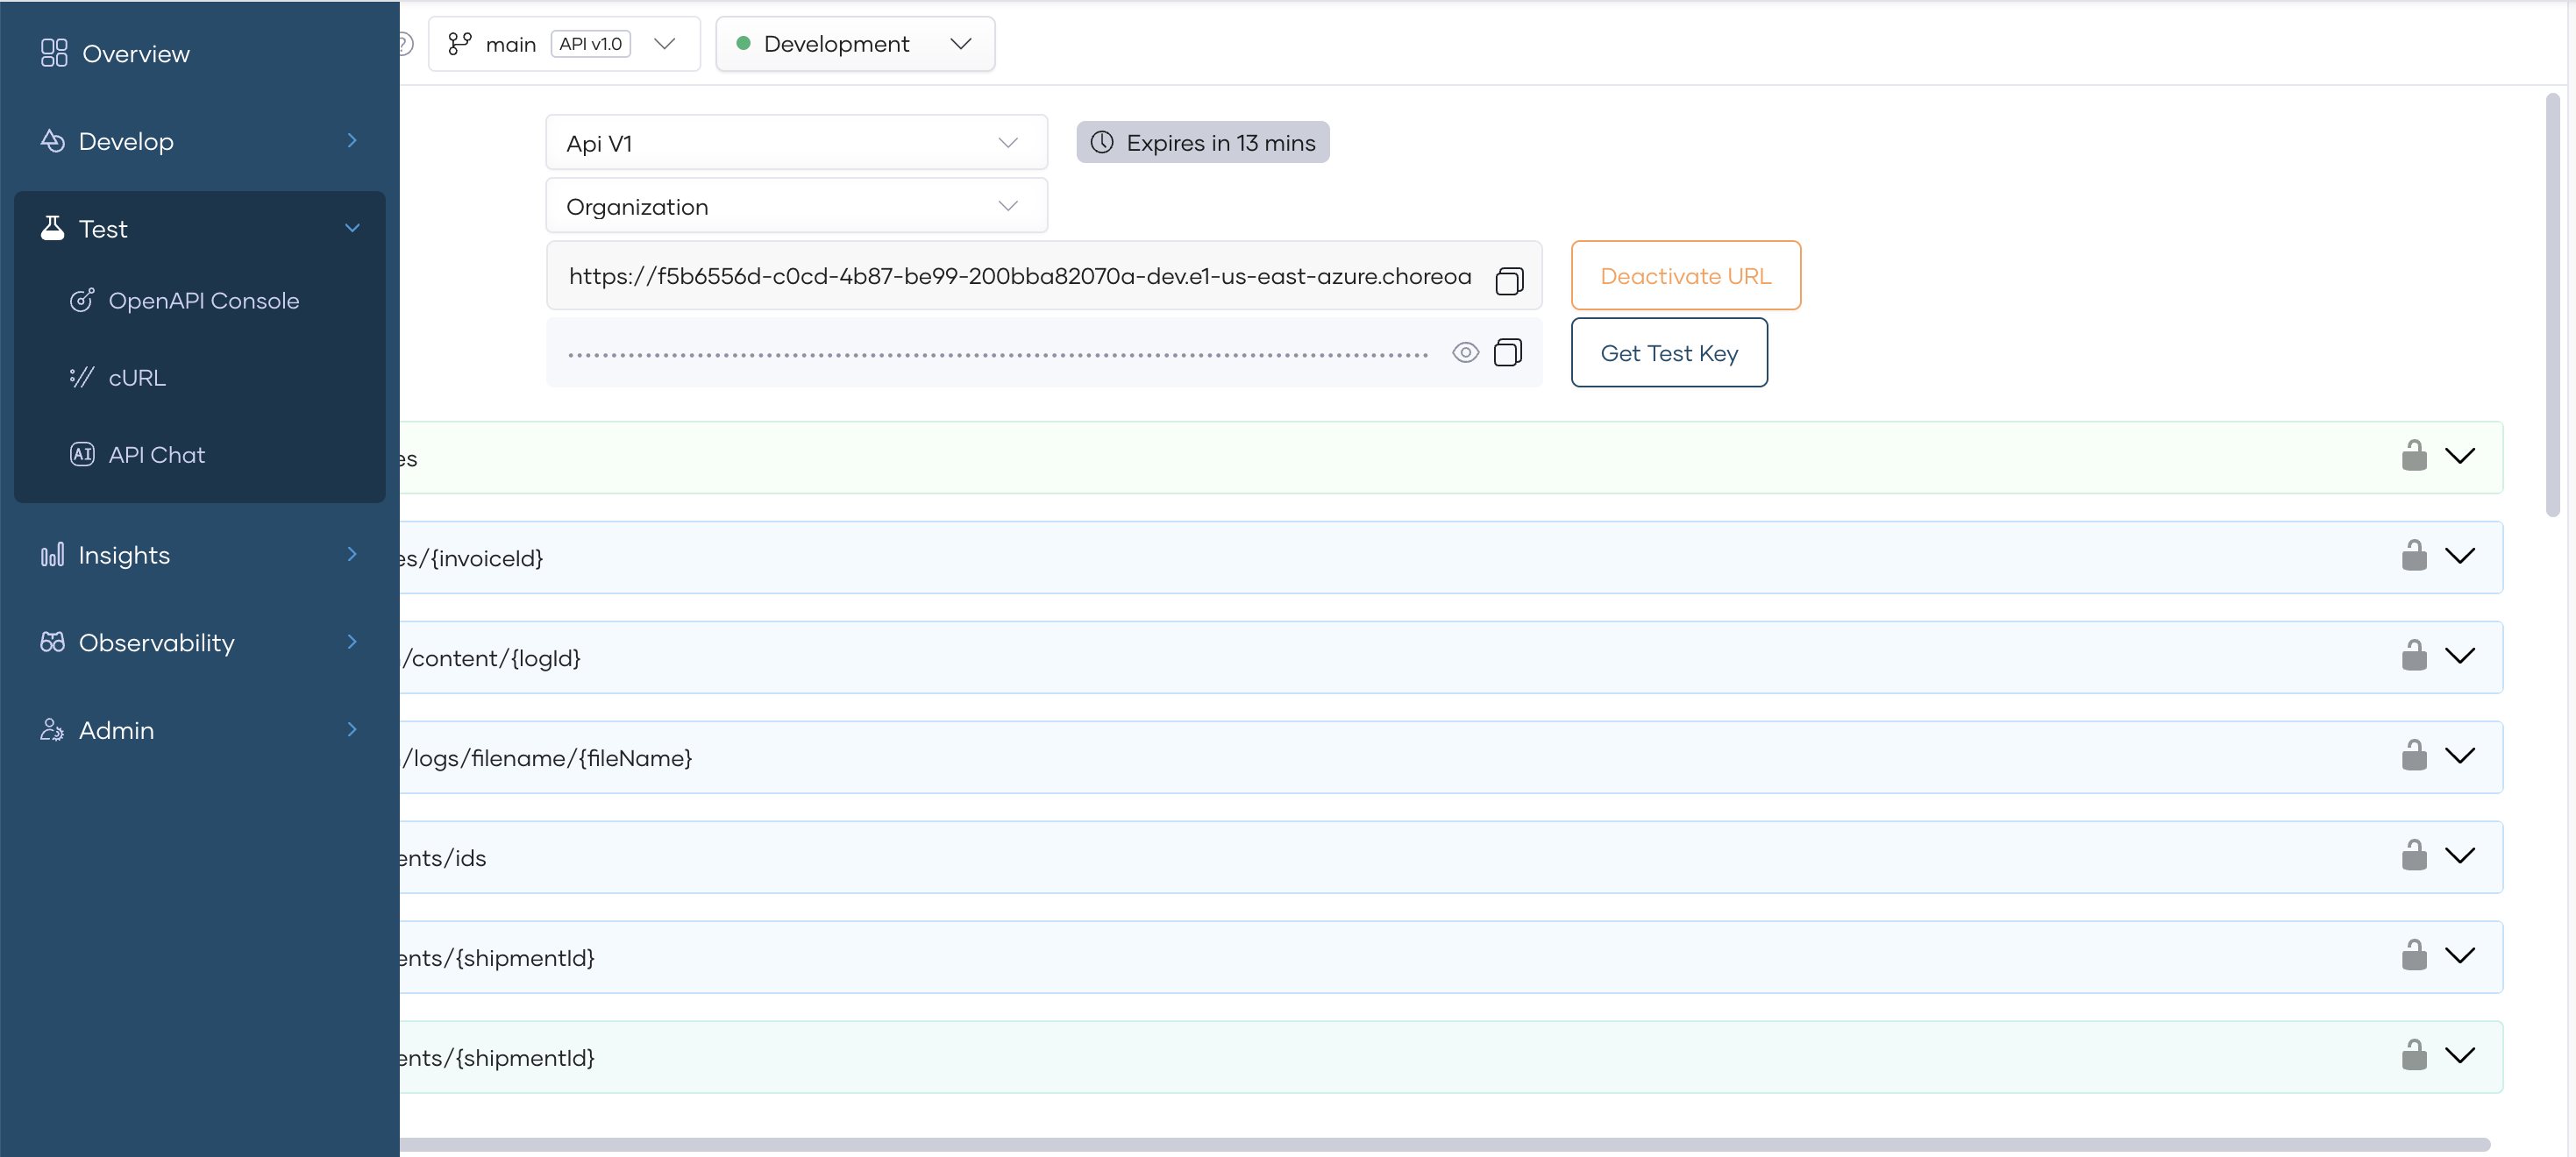 Overview
Develop
Test
OpenAPI Console
cURL
AI API Chat
Insights
Observability
Admin
? main API v1.0 Development
Api V1 Expires in 13 mins
Organization
https://f5b6556d-c0cd-4b87-be99-200bba82070a-dev.e1-us-east-azure.choreoa Deactivate URL
Get Test Key
es
es/{invoiceId}
/content/{logId}
/logs/filename/{fileName}
ents/ids
ents/{shipmentId}
ents/{shipmentId}